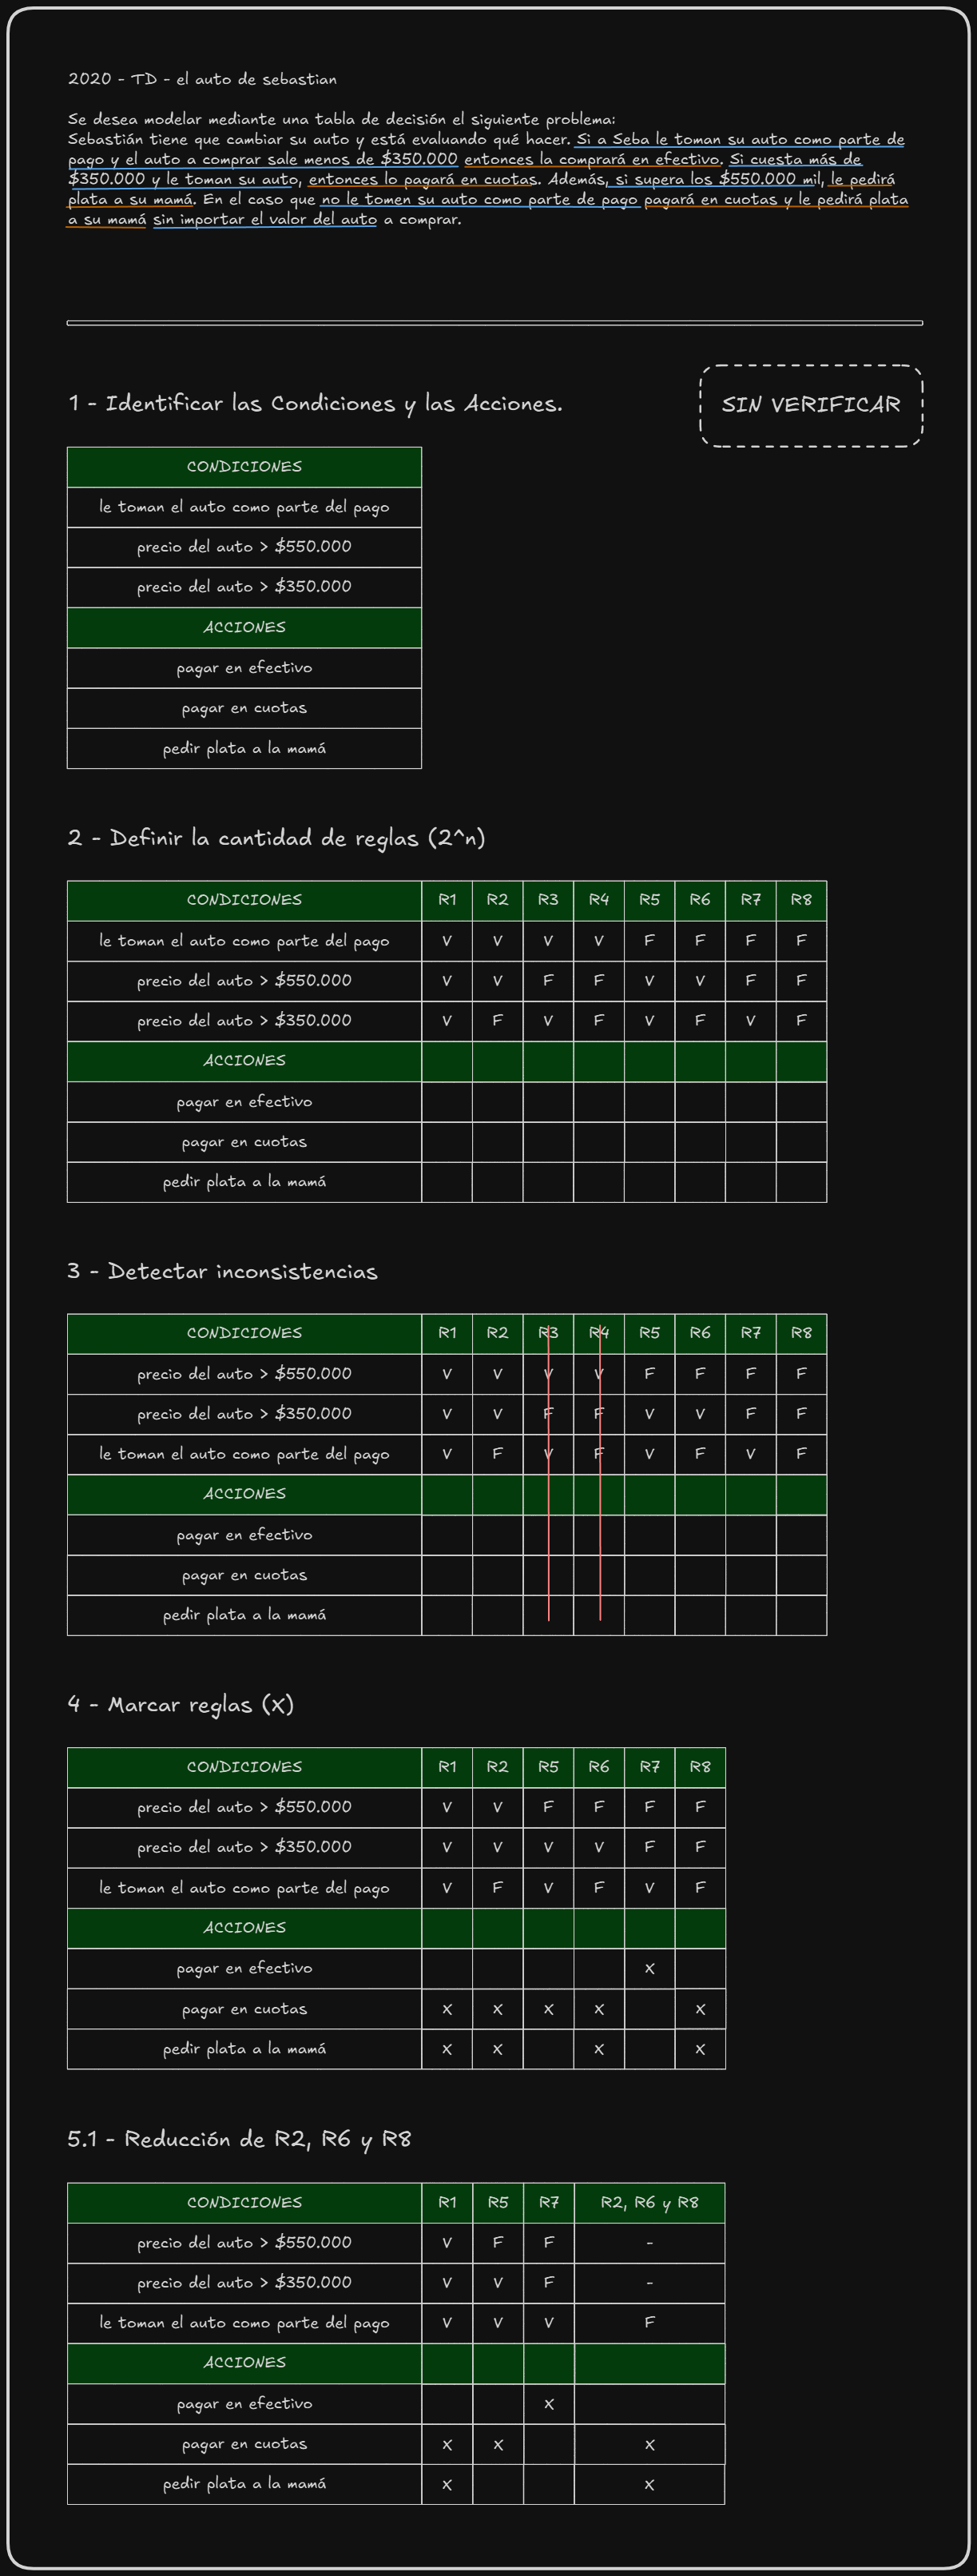 2020 - TD - el auto de sebastian
Se desea modelar mediante una tabla de decisión el siguiente problema:
Sebastián tiene que cambiar su auto y está evaluando qué hacer. Si a Seba le toman su auto como parte de
pago y el auto a comprar sale menos de $350.000 entonces la comprará en efectivo. Si cuesta más de
$350.000 y le toman su auto, entonces lo pagará en cuotas. Además, si supera los $550.000 mil, le pedirá
plata a su mamá. En el caso que no le tomen su auto como parte de pago pagará en cuotas y le pedirá plata
a su mamá sin importar el valor del auto a comprar.
1 - Identificar las Condiciones y las Acciones.
SIN VERIFICAR
CONDICIONES
le toman el auto como parte del pago
precio del auto > $550.000
precio del auto > $350.000
ACCIONES
pagar en efectivo
pagar en cuotas
pedir plata a la mamá
2 - Definir la cantidad de reglas (2^n)
CONDICIONES R1 R2 R3 R4 R5 R6 R7 R8
le toman el auto como parte del pago V V V V F F F F
precio del auto > $550.000 V V F F V V F F
precio del auto > $350.000 V F V F V F V F
ACCIONES
pagar en efectivo
pagar en cuotas
pedir plata a la mamá
3 - Detectar inconsistencias
CONDICIONES R1 R2 R3 R4 R5 R6 R7 R8
precio del auto > $550.000 V V V V F F F F
precio del auto > $350.000 V V F F V V F F
le toman el auto como parte del pago V F V F V F V F
ACCIONES
pagar en efectivo
pagar en cuotas
pedir plata a la mamá
4 - Marcar reglas (X)
CONDICIONES R1 R2 R5 R6 R7 R8
precio del auto > $550.000 V V F F F F
precio del auto > $350.000 V V V V F F
le toman el auto como parte del pago V F V F V F
ACCIONES
pagar en efectivo X
pagar en cuotas X X X X X
pedir plata a la mamá X X X X
5.1 - Reducción de R2, R6 y R8
CONDICIONES R1 R5 R7 R2, R6 y R8
precio del auto > $550.000 V F F -
precio del auto > $350.000 V V F -
le toman el auto como parte del pago V V V F
ACCIONES
pagar en efectivo X
pagar en cuotas X X X
pedir plata a la mamá X X